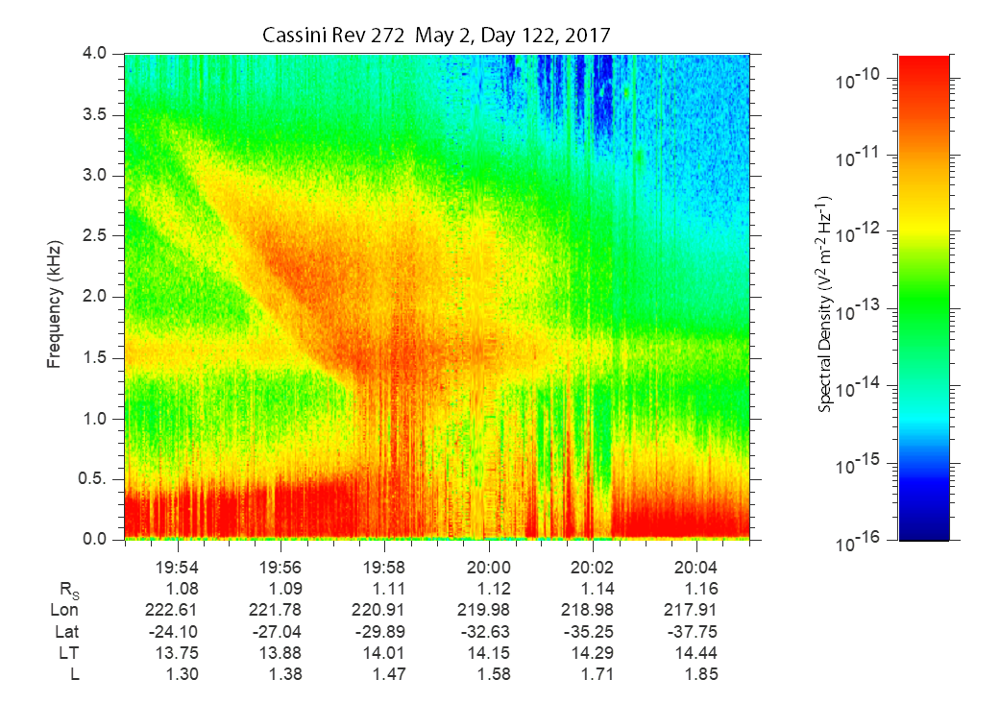 Cassini Rev 272 May 2, Day 122, 2017
4.0
3.5
3.0
2.5
2.0
1.5
1.0
0.5
0.0
Frequency (kHz)
10⁻¹⁰
10⁻¹¹
10⁻¹²
10⁻¹³
10⁻¹⁴
10⁻¹⁵
10⁻¹⁶
Spectral Density (V² m⁻² Hz⁻¹)
19:54 19:56 19:58 20:00 20:02 20:04
R_S 1.08 1.09 1.11 1.12 1.14 1.16
Lon 222.61 221.78 220.91 219.98 218.98 217.91
Lat -24.10 -27.04 -29.89 -32.63 -35.25 -37.75
LT 13.75 13.88 14.01 14.15 14.29 14.44
L 1.30 1.38 1.47 1.58 1.71 1.85